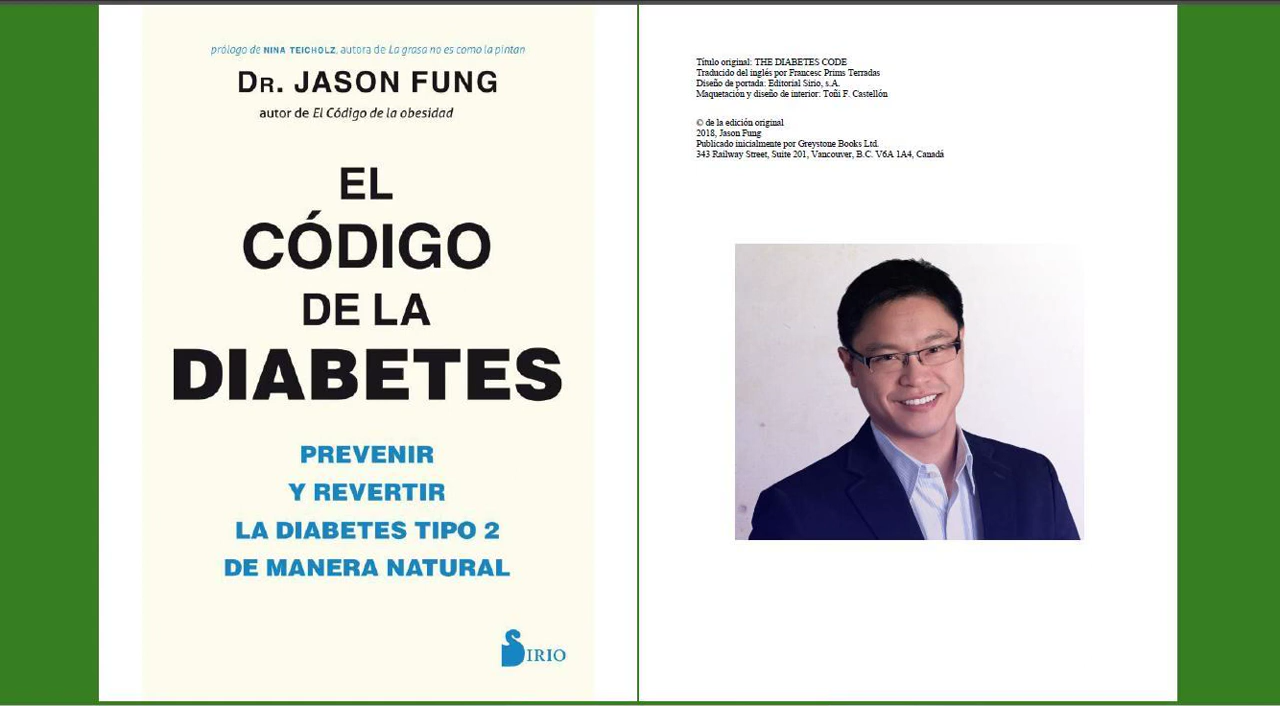 prólogo de NINA TEICHOLZ, autora de La grasa no es como la pintan
DR. JASON FUNG
autor de El Código de la obesidad
EL
CÓDIGO
DE LA
DIABETES
PREVENIR
Y REVERTIR
LA DIABETES TIPO 2
DE MANERA NATURAL
SIRIO
Título original: THE DIABETES CODE
Traducido del inglés por Francesc Prims Terradas
Diseño de portada: Editorial Sirio, s.A.
Maquetación y diseño de interior: Toñi F. Castellón
© de la edición original
2018, Jason Fung
Publicado inicialmente por Greystone Books Ltd.
343 Railway Street, Suite 201, Vancouver, B.C. V6A 1A4, Canadá